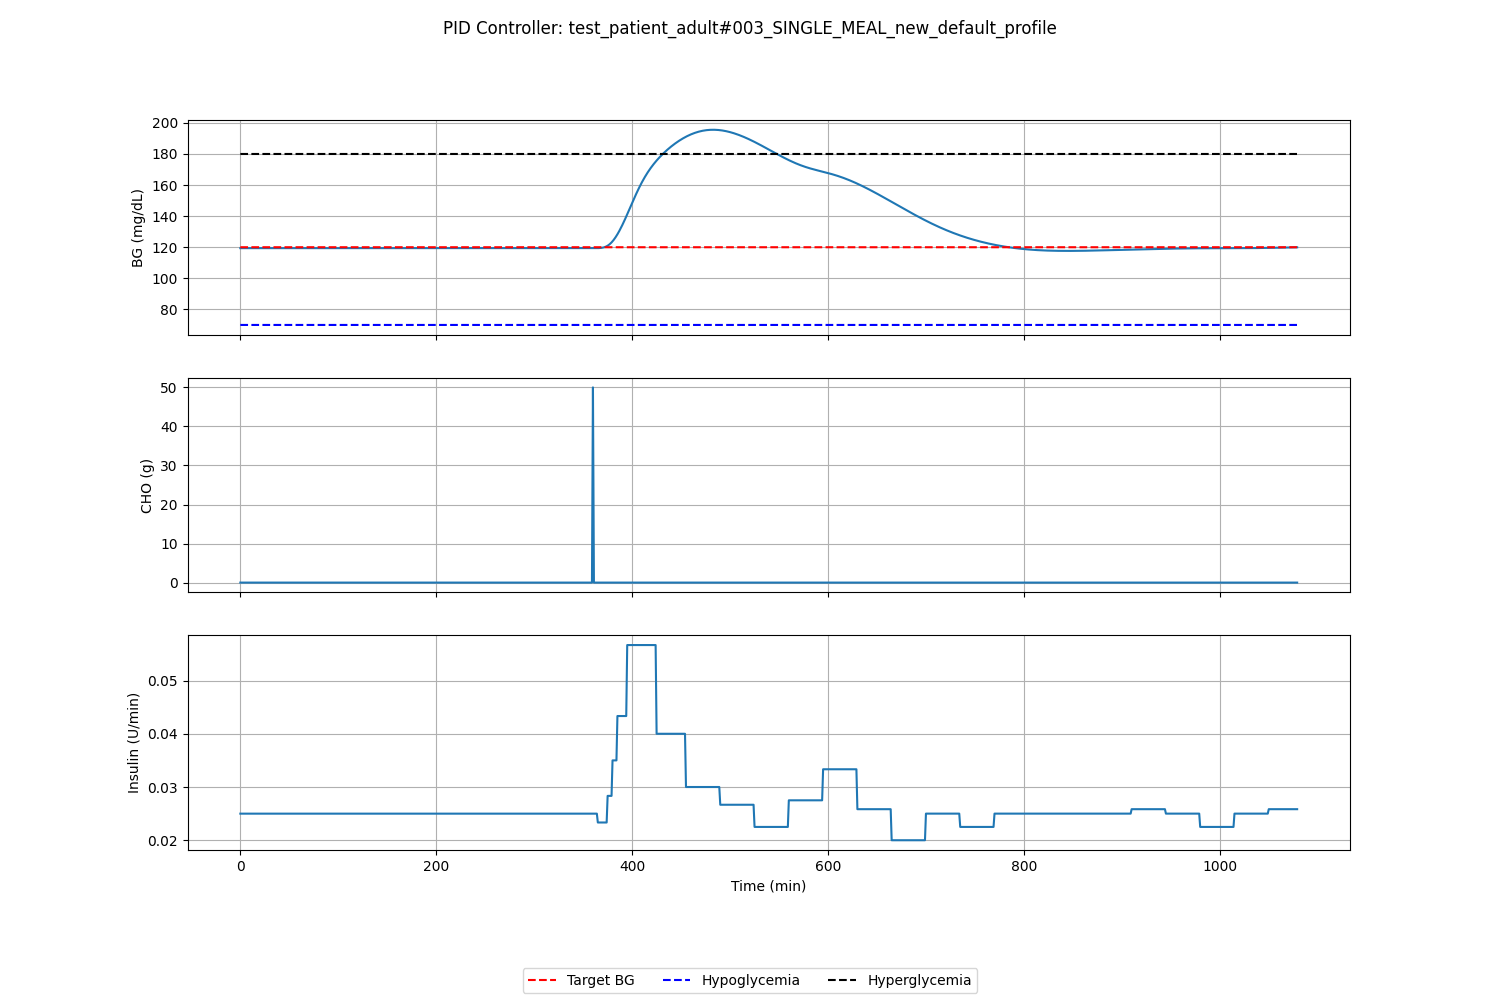 PID Controller: test_patient_adult#003_SINGLE_MEAL_new_default_profile
BG (mg/dL)
200
180
160
140
120
100
80
CHO (g)
50
40
30
20
10
0
Insulin (U/min)
0.05
0.04
0.03
0.02
0 200 400 600 800 1000
Time (min)
Target BG Hypoglycemia Hyperglycemia